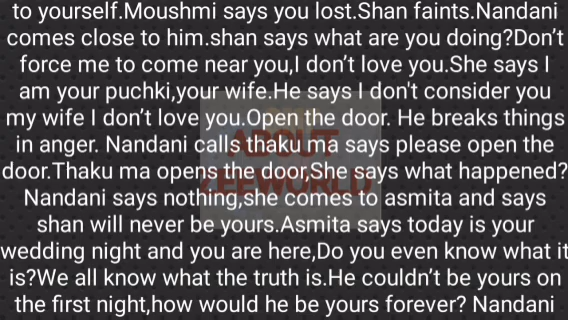 to yourself.Moushmi says you lost.Shan faints.Nandani
comes close to him.shan says what are you doing?Don’t
force me to come near you,I don’t love you.She says I
am your puchki,your wife.He says I don't consider you
my wife I don’t love you.Open the door. He breaks things
in anger. Nandani calls thaku ma says please open the
door.Thaku ma opens the door,She says what happened?
Nandani says nothing,she comes to asmita and says
shan will never be yours.Asmita says today is your
wedding night and you are here,Do you even know what it
is?We all know what the truth is.He couldn’t be yours on
the first night,how would he be yours forever? Nandani
ABOUT
ZEEWORLD